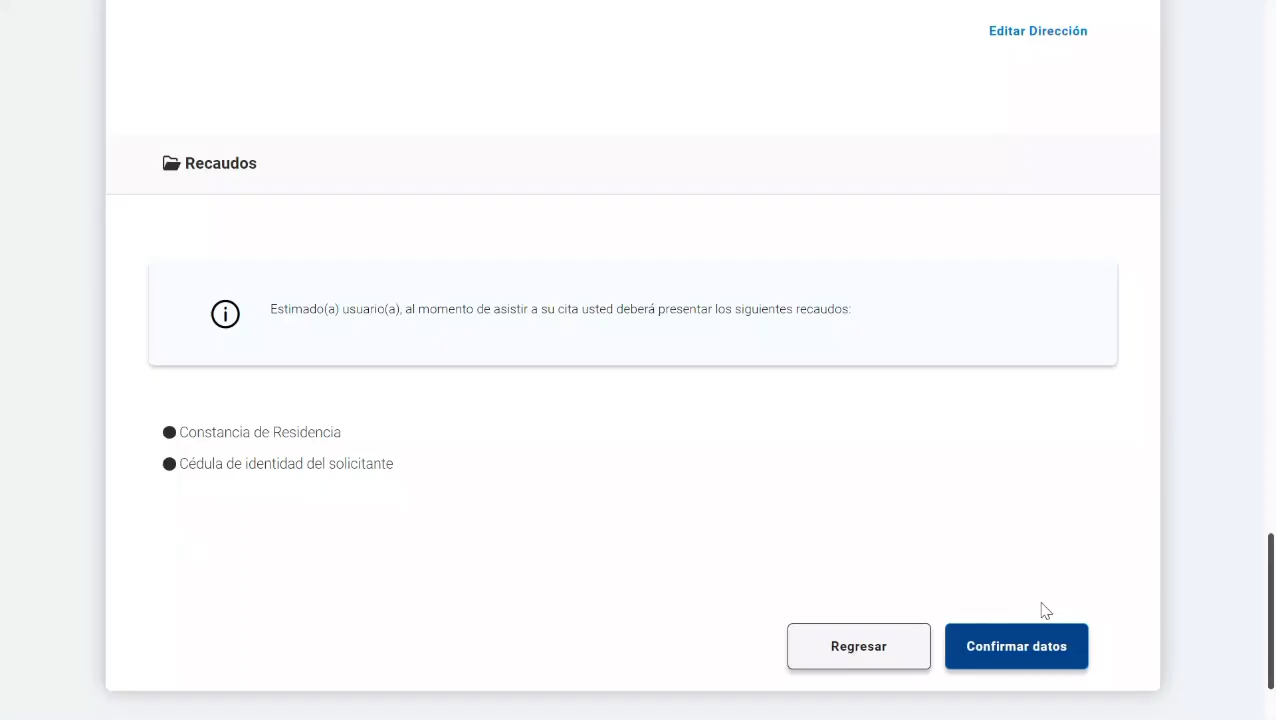 Editar Dirección
Recaudos
Estimado(a) usuario(a), al momento de asistir a su cita usted deberá presentar los siguientes recaudos:
Constancia de Residencia
Cédula de identidad del solicitante
Regresar
Confirmar datos